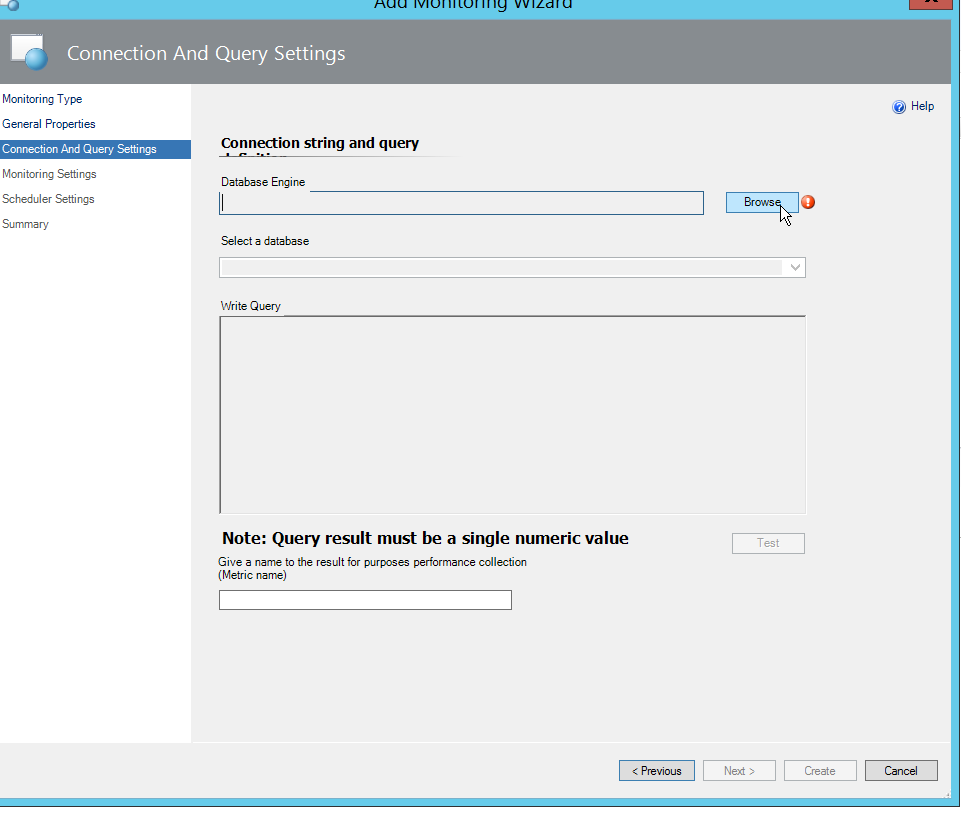 Add Monitoring Wizard
Connection And Query Settings
Monitoring Type
General Properties
Connection And Query Settings
Monitoring Settings
Scheduler Settings
Summary
Help
Connection string and query
definition
Database Engine
Browse
Select a database
Write Query
Note: Query result must be a single numeric value
Test
Give a name to the result for purposes performance collection
(Metric name)
< Previous
Next >
Create
Cancel